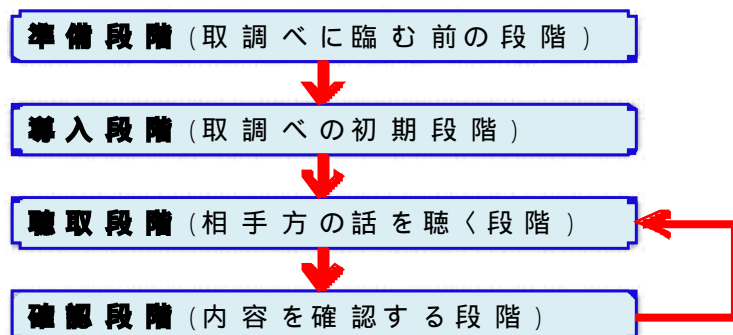 準備段階(取調べに臨む前の段階)
導入段階(取調べの初期段階)
聴取段階(相手方の話を聴く段階)
確認段階(内容を確認する段階)